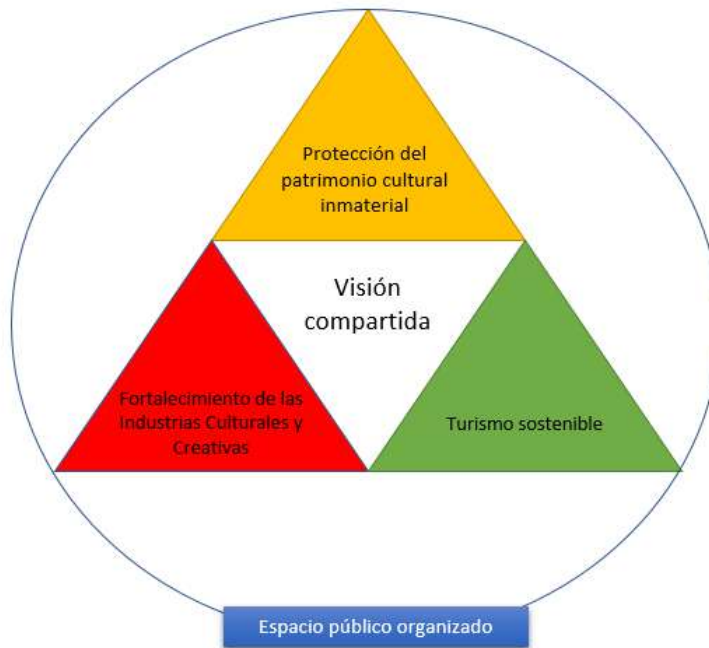 Protección del
patrimonio cultural
inmaterial
Visión
compartida
Fortalecimiento de las
Industrias Culturales y
Creativas
Turismo sostenible
Espacio público organizado